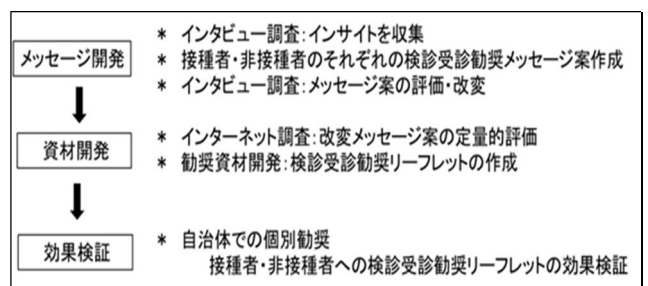 メッセージ開発
* インタビュー調査:インサイトを収集
* 接種者・非接種者のそれぞれの検診受診勧奨メッセージ案作成
* インタビュー調査:メッセージ案の評価・改変
資材開発
* インターネット調査:改変メッセージ案の定量的評価
* 勧奨資材開発:検診受診勧奨リーフレットの作成
効果検証
* 自治体での個別勧奨
接種者・非接種者への検診受診勧奨リーフレットの効果検証